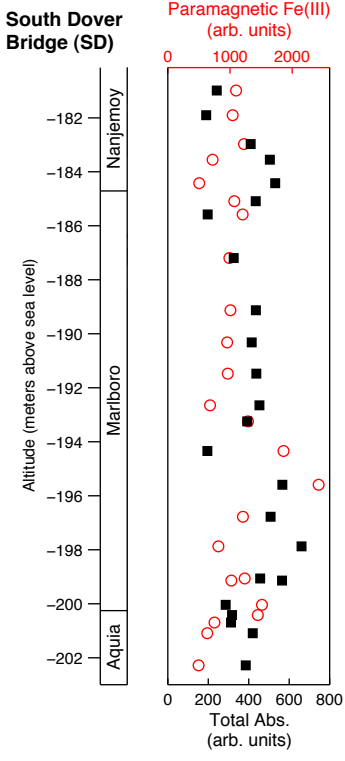 South Dover
Bridge (SD)
Paramagnetic Fe(III)
(arb. units)
0 1000 2000
Nanjemoy
Marlboro
Aquia
Altitude (meters above sea level)
−182
−184
−186
−188
−190
−192
−194
−196
−198
−200
−202
0 200 400 600 800
Total Abs.
(arb. units)